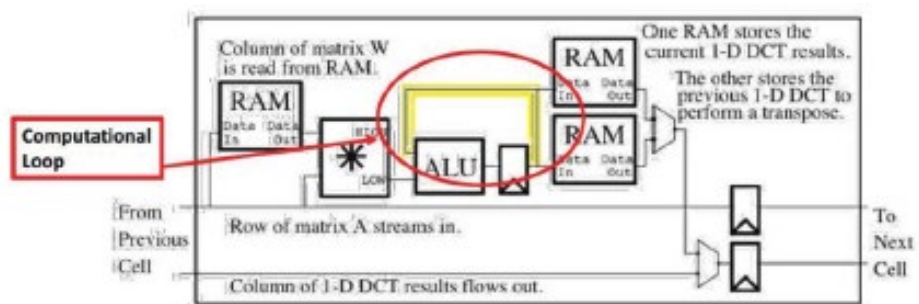 Column of matrix W
is read from RAM.
RAM
Data Data
In Out
Computational
Loop
HIGH
*
LOW
ALU
RAM
Data Data
In Out
RAM
Data Data
In Out
One RAM stores the
current 1-D DCT results.
The other stores the
previous 1-D DCT to
perform a transpose.
From
Previous
Cell
Row of matrix A streams in.
Column of 1-D DCT results flows out.
To
Next
Cell